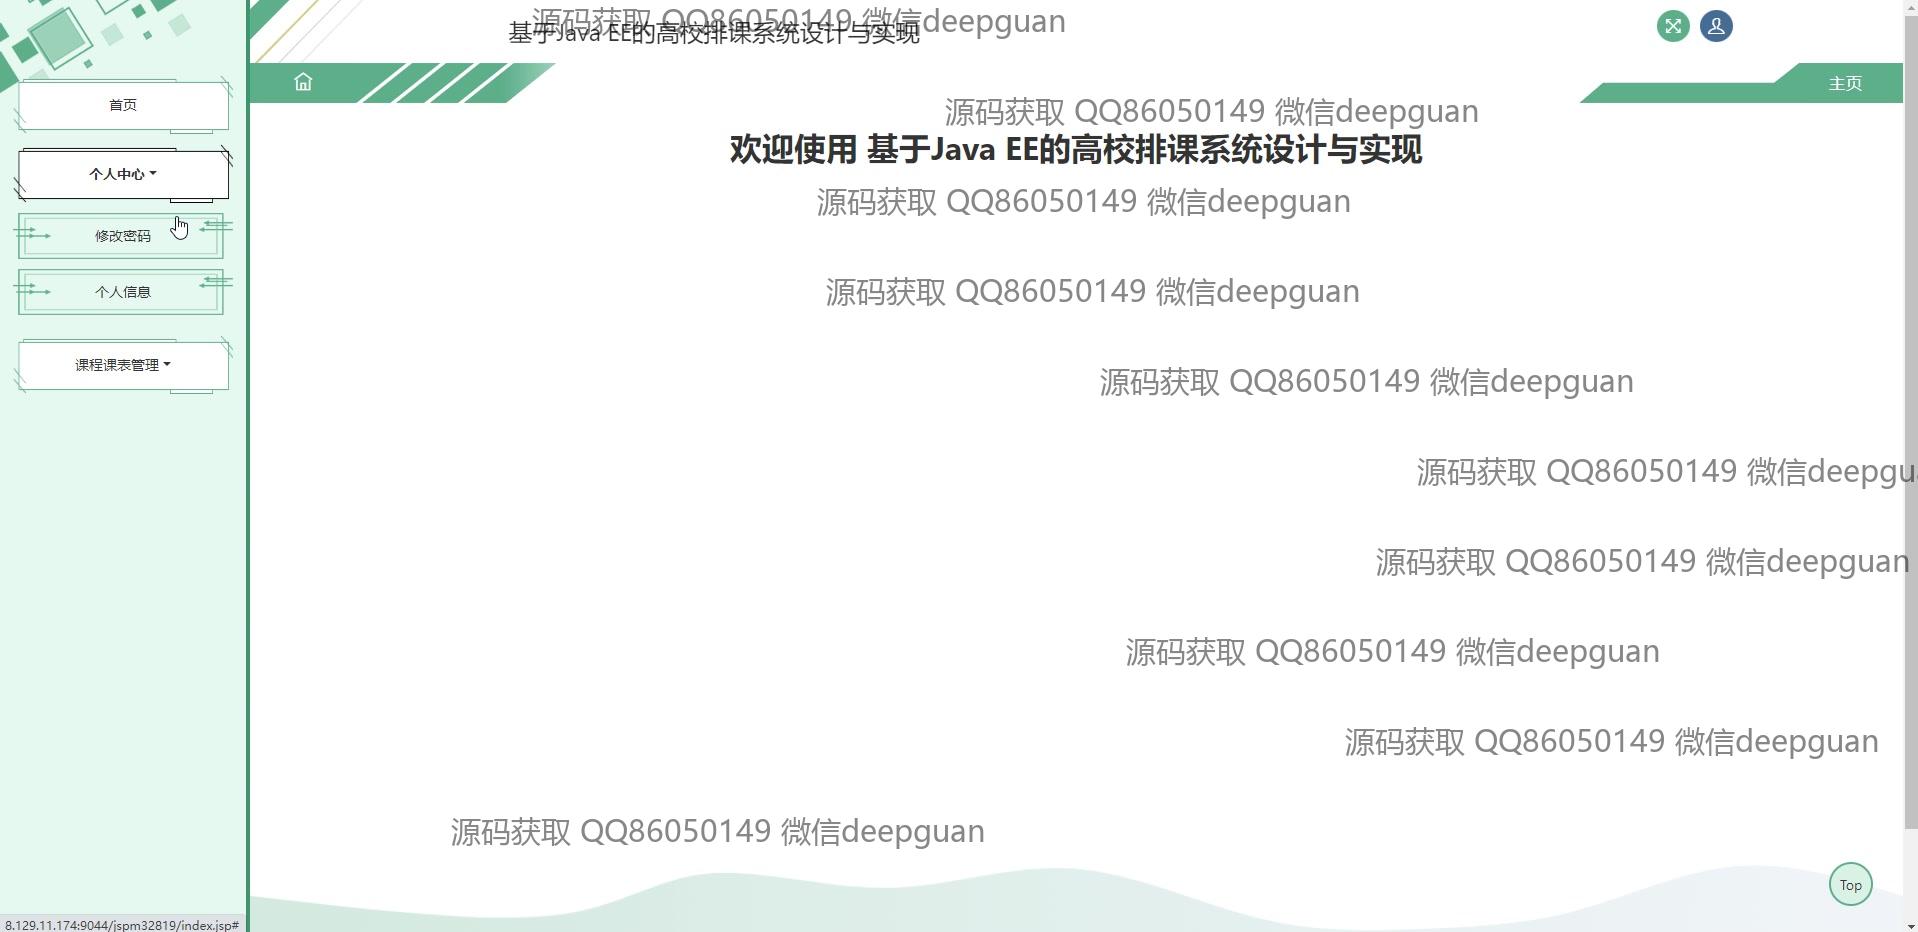 源码获取 QQ86050149 微信deepguan
基于Java EE的高校排课系统设计与实现
主页
首页
源码获取 QQ86050149 微信deepguan
欢迎使用 基于Java EE的高校排课系统设计与实现
个人中心
源码获取 QQ86050149 微信deepguan
修改密码
个人信息
源码获取 QQ86050149 微信deepguan
课程课表管理
源码获取 QQ86050149 微信deepguan
源码获取 QQ86050149 微信deepgu
源码获取 QQ86050149 微信deepguan
源码获取 QQ86050149 微信deepguan
源码获取 QQ86050149 微信deepguan
源码获取 QQ86050149 微信deepguan
Top
8.129.11.174:9044/jspm32819/index.jsp#